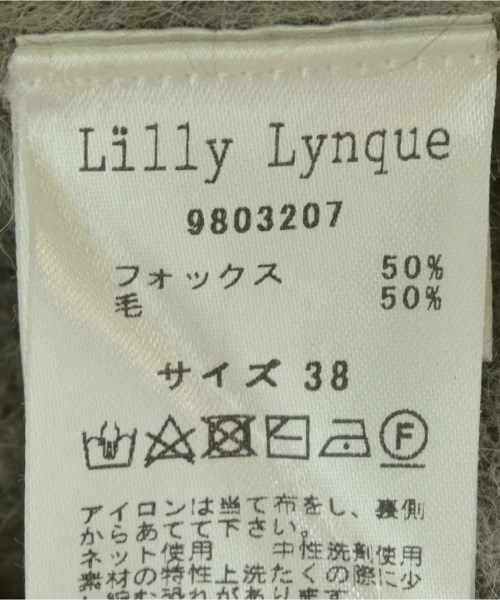 Lïlly Lynque
9803207
フォックス 50%
毛 50%
サイズ 38
F
アイロンは当て布をし、裏側
からあてて下さい。
ネット使用 中性洗剤使用
素材の特性上洗たくの際に少